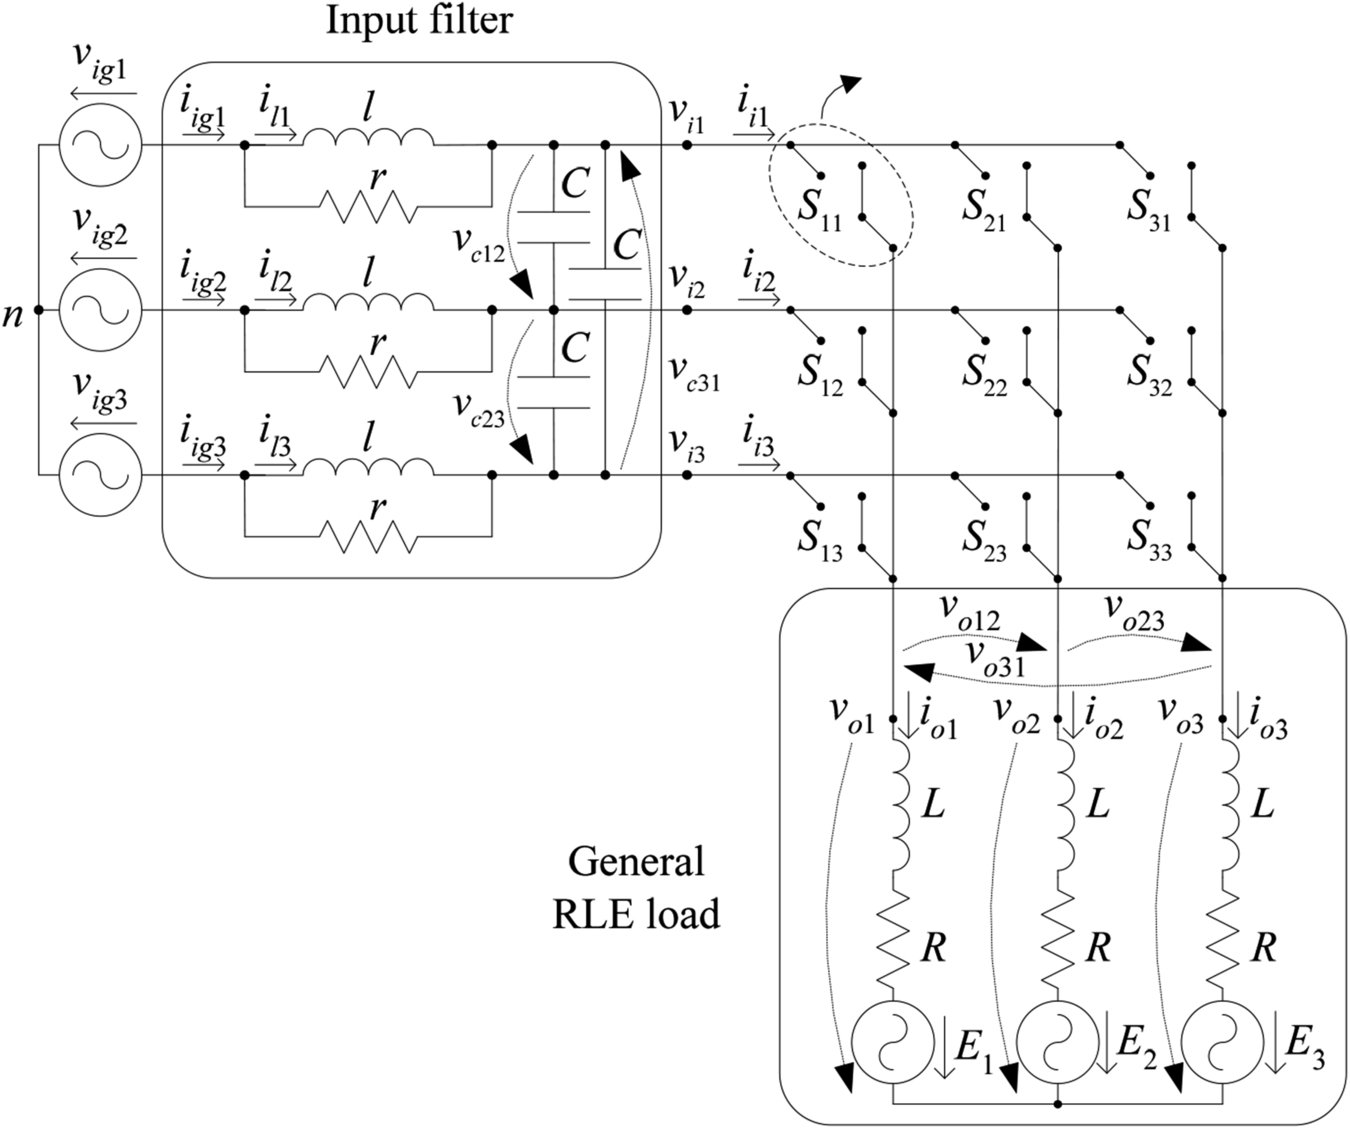 Input filter
v_ig1
i_ig1 i_l1 l v_i1 i_i1
r C S_11 S_21 S_31
v_ig2 v_c12 C
i_ig2 i_l2 l v_i2 i_i2
n
r C v_c31 S_12 S_22 S_32
v_ig3 v_c23
i_ig3 i_l3 l v_i3 i_i3
r S_13 S_23 S_33
v_o12 v_o23
v_o31
v_o1 i_o1 v_o2 i_o2 v_o3 i_o3
L L L
General
RLE load
R R R
E_1 E_2 E_3